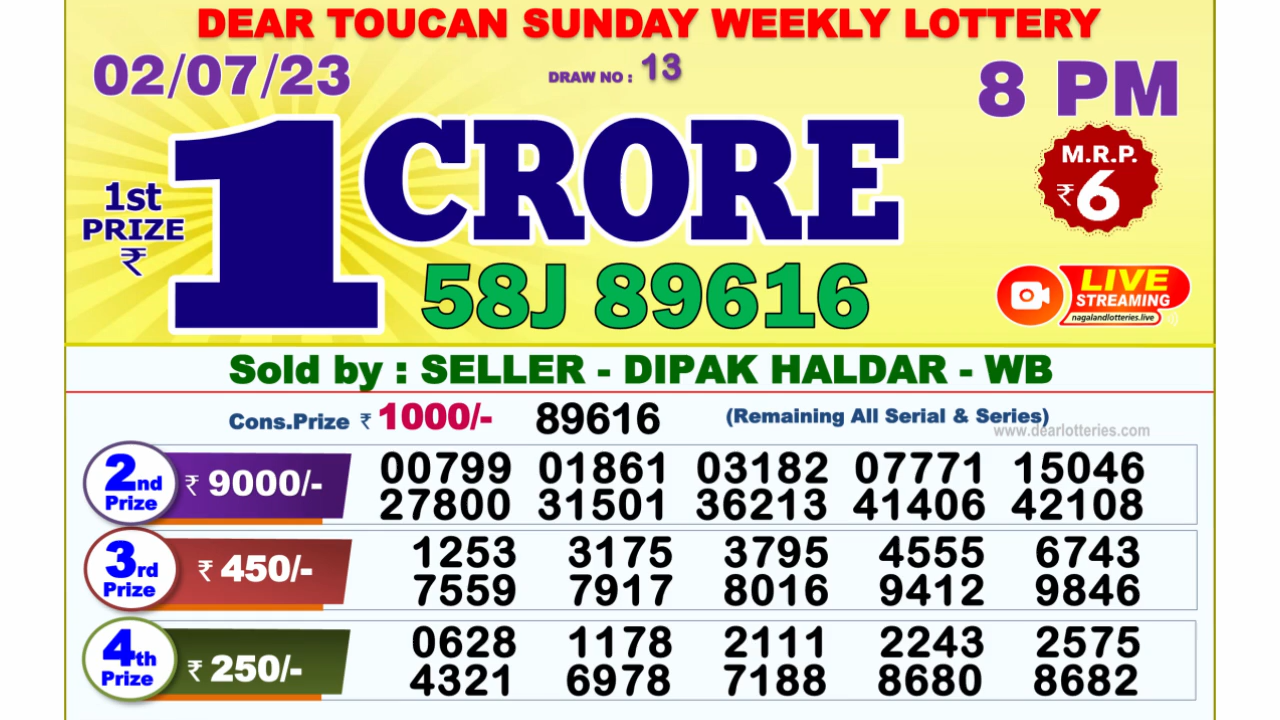 DEAR TOUCAN SUNDAY WEEKLY LOTTERY
02/07/23
DRAW NO : 13
8 PM
M.R.P.
₹ 6
1st
PRIZE
₹
1 CRORE
58J 89616
LIVE
STREAMING
nagalandlotteries.live
Sold by : SELLER - DIPAK HALDAR - WB
Cons.Prize ₹ 1000/- 89616 (Remaining All Serial & Series)
www.dearlotteries.com
2nd
Prize
₹ 9000/-
00799 01861 03182 07771 15046
27800 31501 36213 41406 42108
3rd
Prize
₹ 450/-
1253 3175 3795 4555 6743
7559 7917 8016 9412 9846
4th
Prize
₹ 250/-
0628 1178 2111 2243 2575
4321 6978 7188 8680 8682